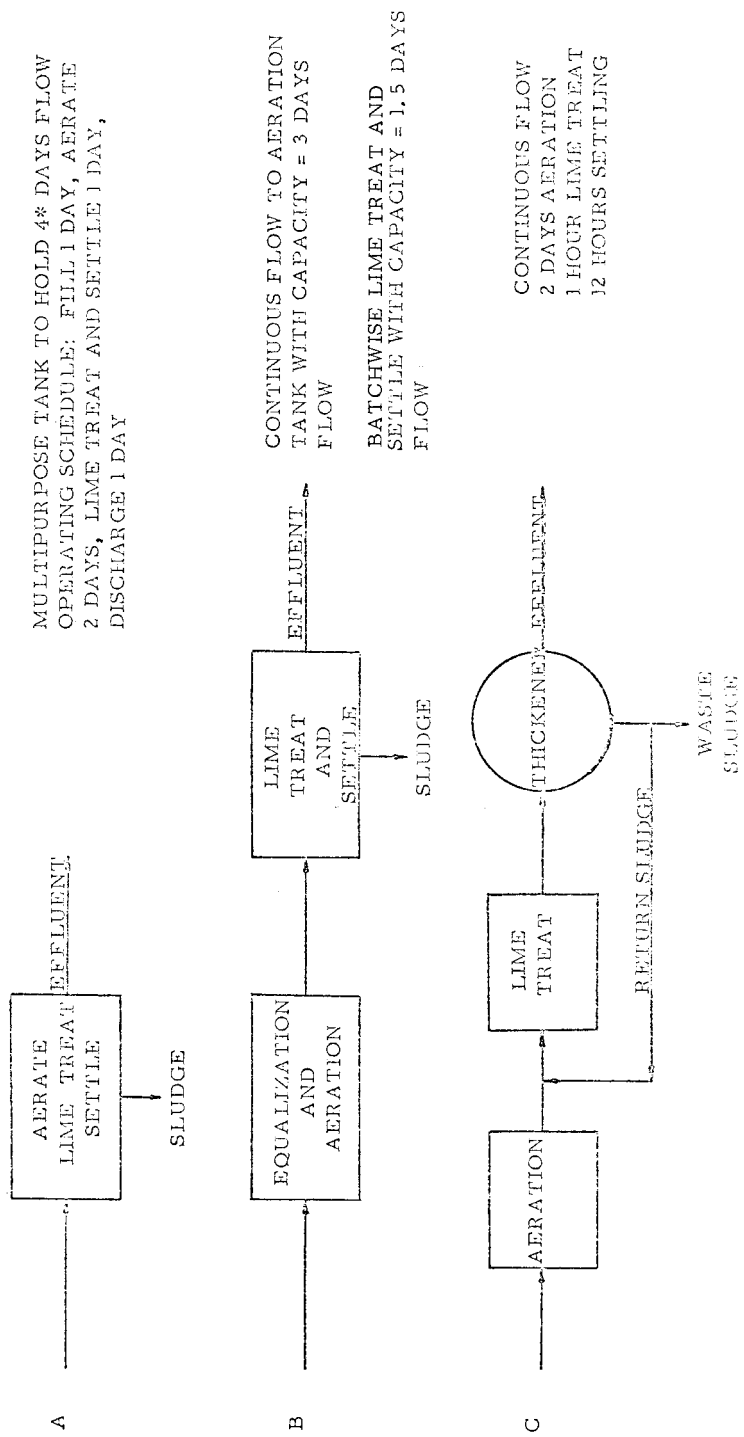 A
AERATE
LIME TREAT
SETTLE
EFFLUENT
SLUDGE
MULTIPURPOSE TANK TO HOLD 4* DAYS FLOW
OPERATING SCHEDULE: FILL 1 DAY, AERATE
2 DAYS, LIME TREAT AND SETTLE 1 DAY,
DISCHARGE 1 DAY
B
EQUALIZATION
AND
AERATION
LIME
TREAT
AND
SETTLE
EFFLUENT
SLUDGE
CONTINUOUS FLOW TO AERATION
TANK WITH CAPACITY = 3 DAYS
FLOW
BATCHWISE LIME TREAT AND
SETTLE WITH CAPACITY = 1.5 DAYS
FLOW
C
AERATION
LIME
TREAT
THICKENER
EFFLUENT
RETURN SLUDGE
WASTE
SLUDGE
CONTINUOUS FLOW
2 DAYS AERATION
1 HOUR LIME TREAT
12 HOURS SETTLING